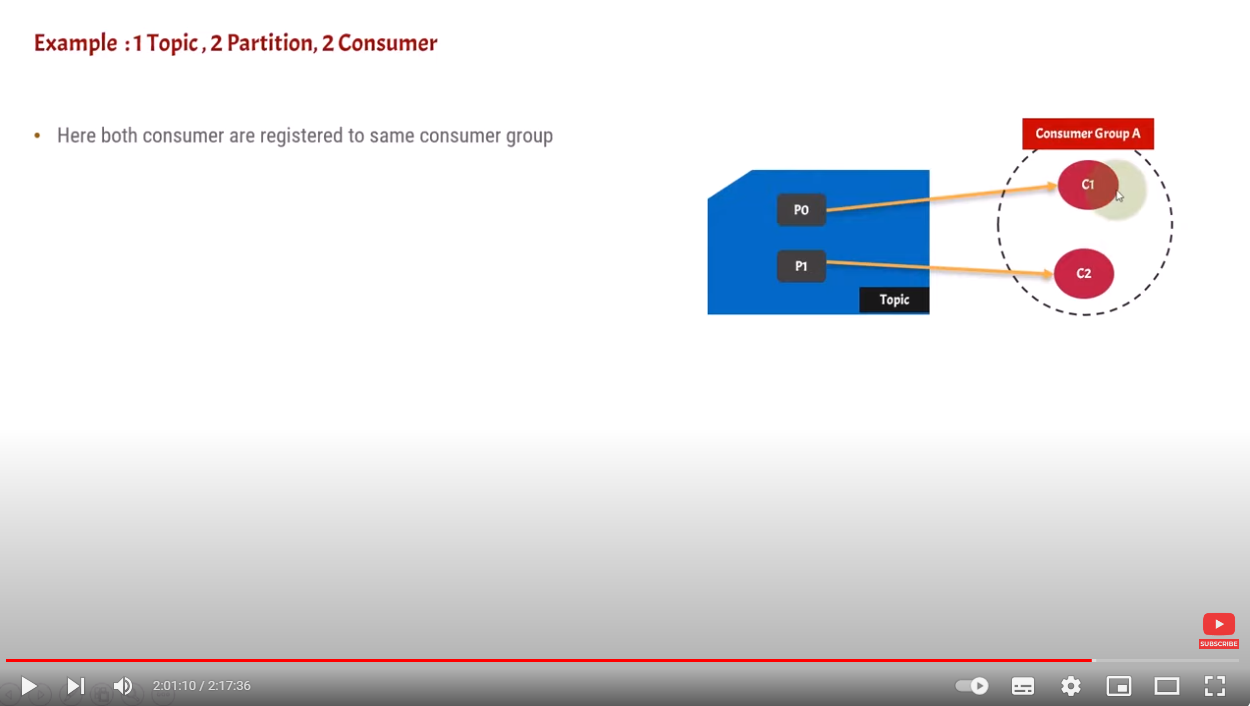 Example : 1 Topic , 2 Partition, 2 Consumer
• Here both consumer are registered to same consumer group
Consumer Group A
C1
P0
P1
C2
Topic
SUBSCRIBE
2:01:10 / 2:17:36